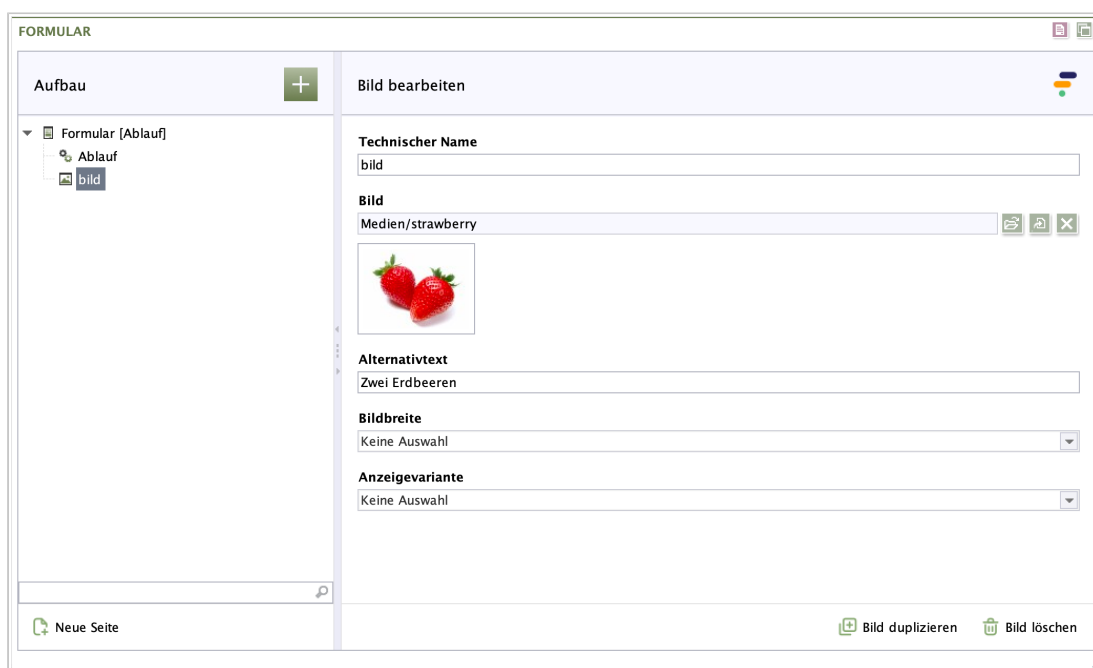 FORMULAR
Aufbau
Bild bearbeiten
Formular [Ablauf]
Ablauf
bild
Technischer Name
bild
Bild
Medien/strawberry
Alternativtext
Zwei Erdbeeren
Bildbreite
Keine Auswahl
Anzeigevariante
Keine Auswahl
Neue Seite
Bild duplizieren
Bild löschen